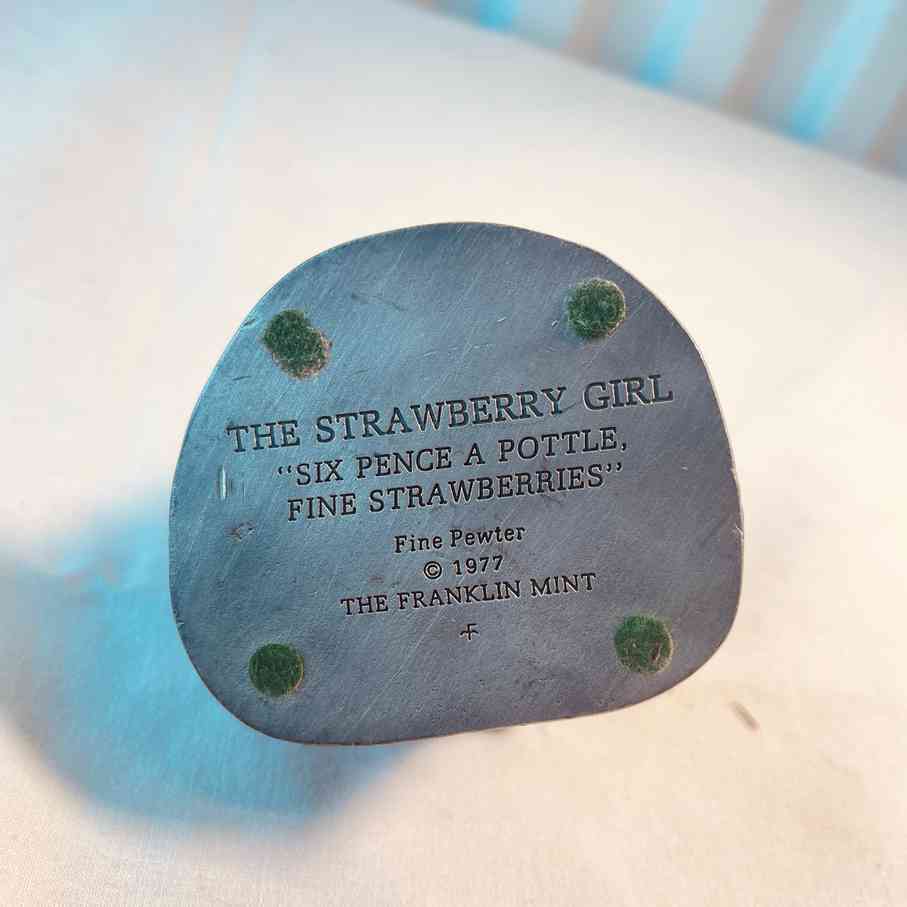 THE STRAWBERRY GIRL
“SIX PENCE A POTTLE,
FINE STRAWBERRIES”
Fine Pewter
© 1977
THE FRANKLIN MINT